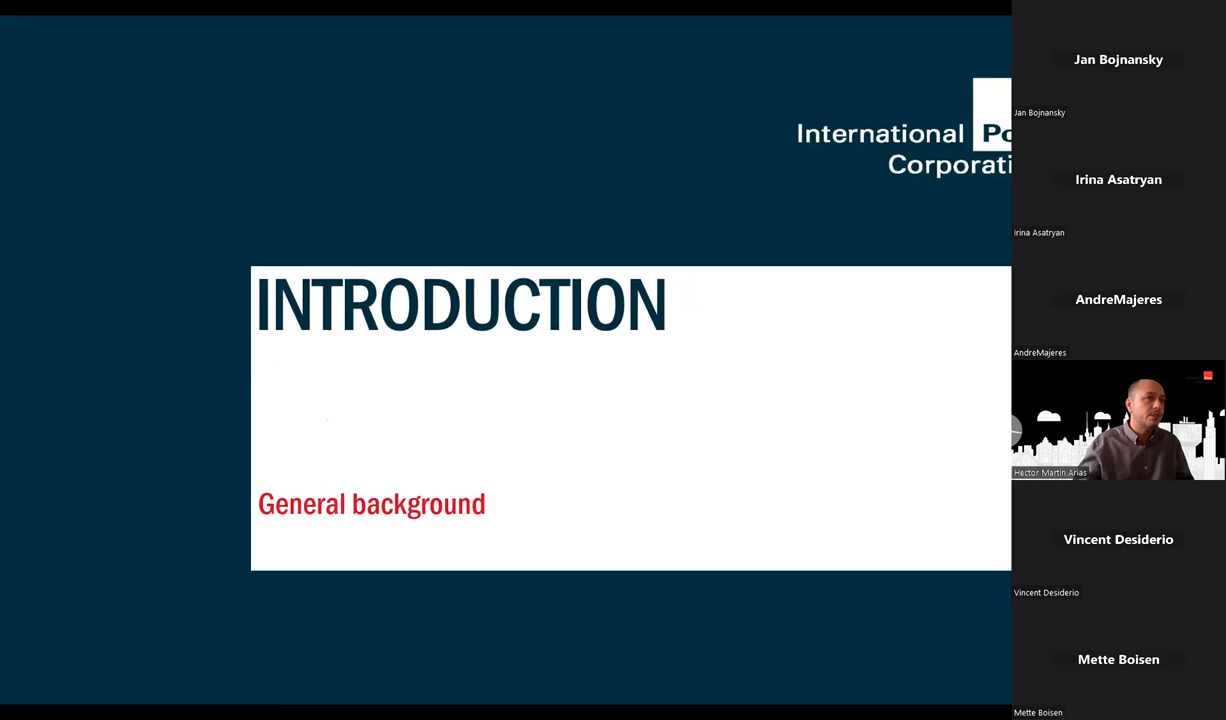 International Po
Corporati
INTRODUCTION
General background
Jan Bojnansky
Jan Bojnansky
Irina Asatryan
Irina Asatryan
AndreMajeres
AndreMajeres
Hector Martin Arias
Vincent Desiderio
Vincent Desiderio
Mette Boisen
Mette Boisen